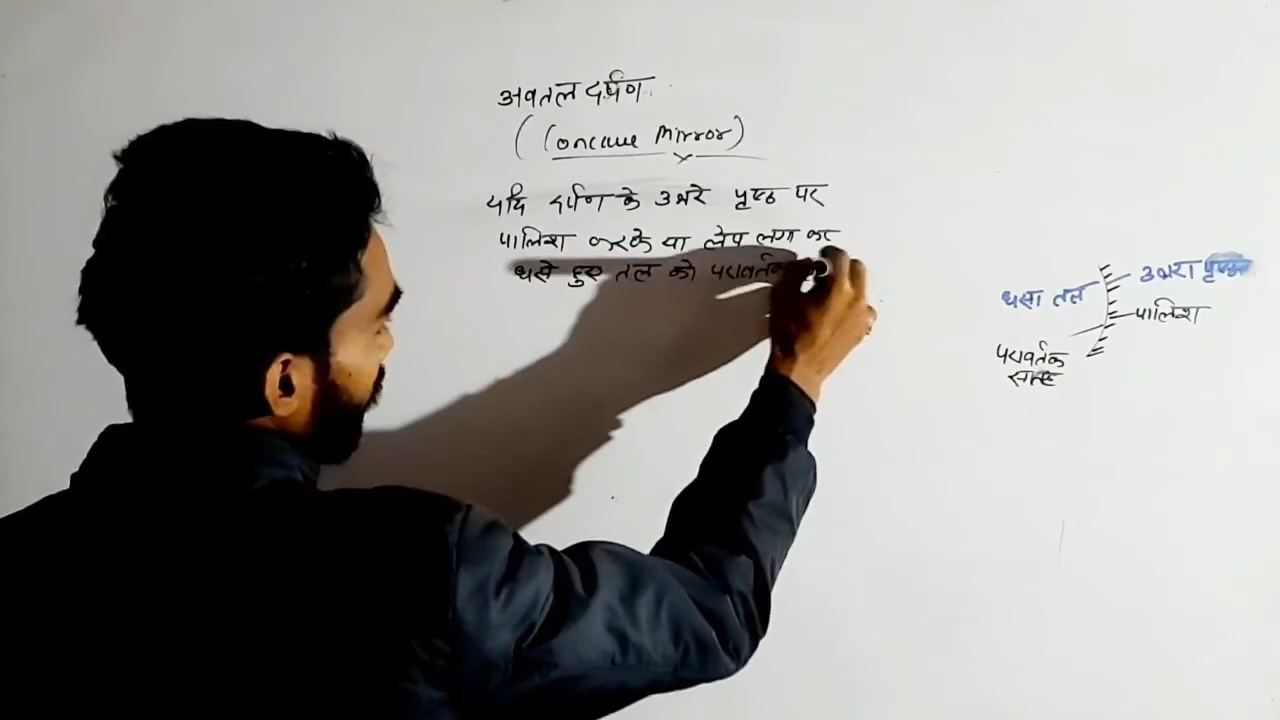 अवतल दर्पण
(Concave Mirror)
यदि दर्पण के उभरे पृष्ठ पर
पालिश करके या लेप लगा कर
धसे हुए तल को परावर्तक
धसा तल
उभरा पृष्ठ
पालिश
परावर्तक
सतह